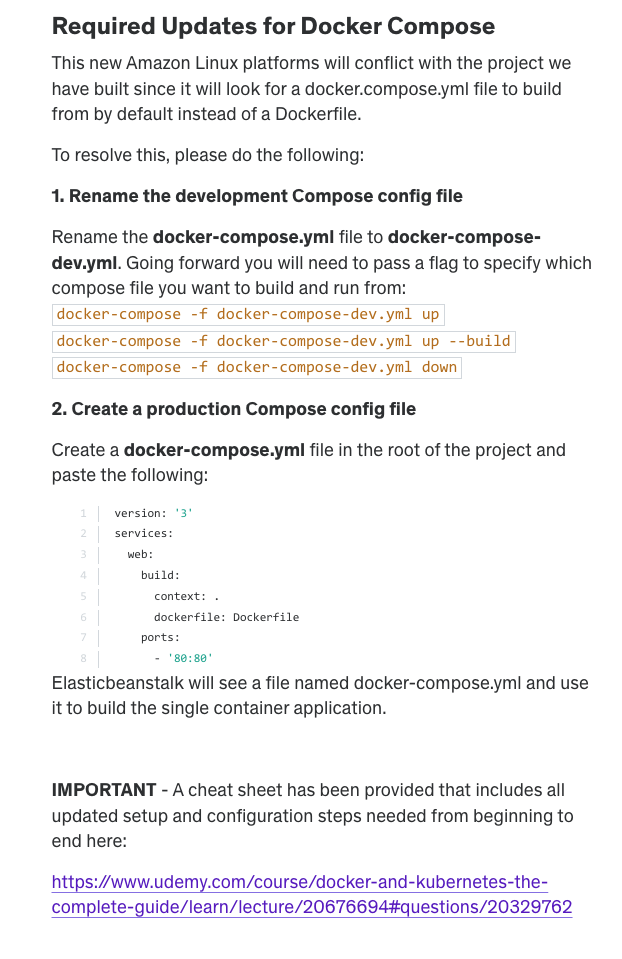 Required Updates for Docker Compose
This new Amazon Linux platforms will conflict with the project we
have built since it will look for a docker.compose.yml file to build
from by default instead of a Dockerfile.
To resolve this, please do the following:
1. Rename the development Compose config file
Rename the docker-compose.yml file to docker-compose-
dev.yml. Going forward you will need to pass a flag to specify which
compose file you want to build and run from:
docker-compose -f docker-compose-dev.yml up
docker-compose -f docker-compose-dev.yml up --build
docker-compose -f docker-compose-dev.yml down
2. Create a production Compose config file
Create a docker-compose.yml file in the root of the project and
paste the following:
1 version: '3'
2 services:
3 web:
4 build:
5 context: .
6 dockerfile: Dockerfile
7 ports:
8 - '80:80'
Elasticbeanstalk will see a file named docker-compose.yml and use
it to build the single container application.
IMPORTANT - A cheat sheet has been provided that includes all
updated setup and configuration steps needed from beginning to
end here:
https://www.udemy.com/course/docker-and-kubernetes-the-
complete-guide/learn/lecture/20676694#questions/20329762